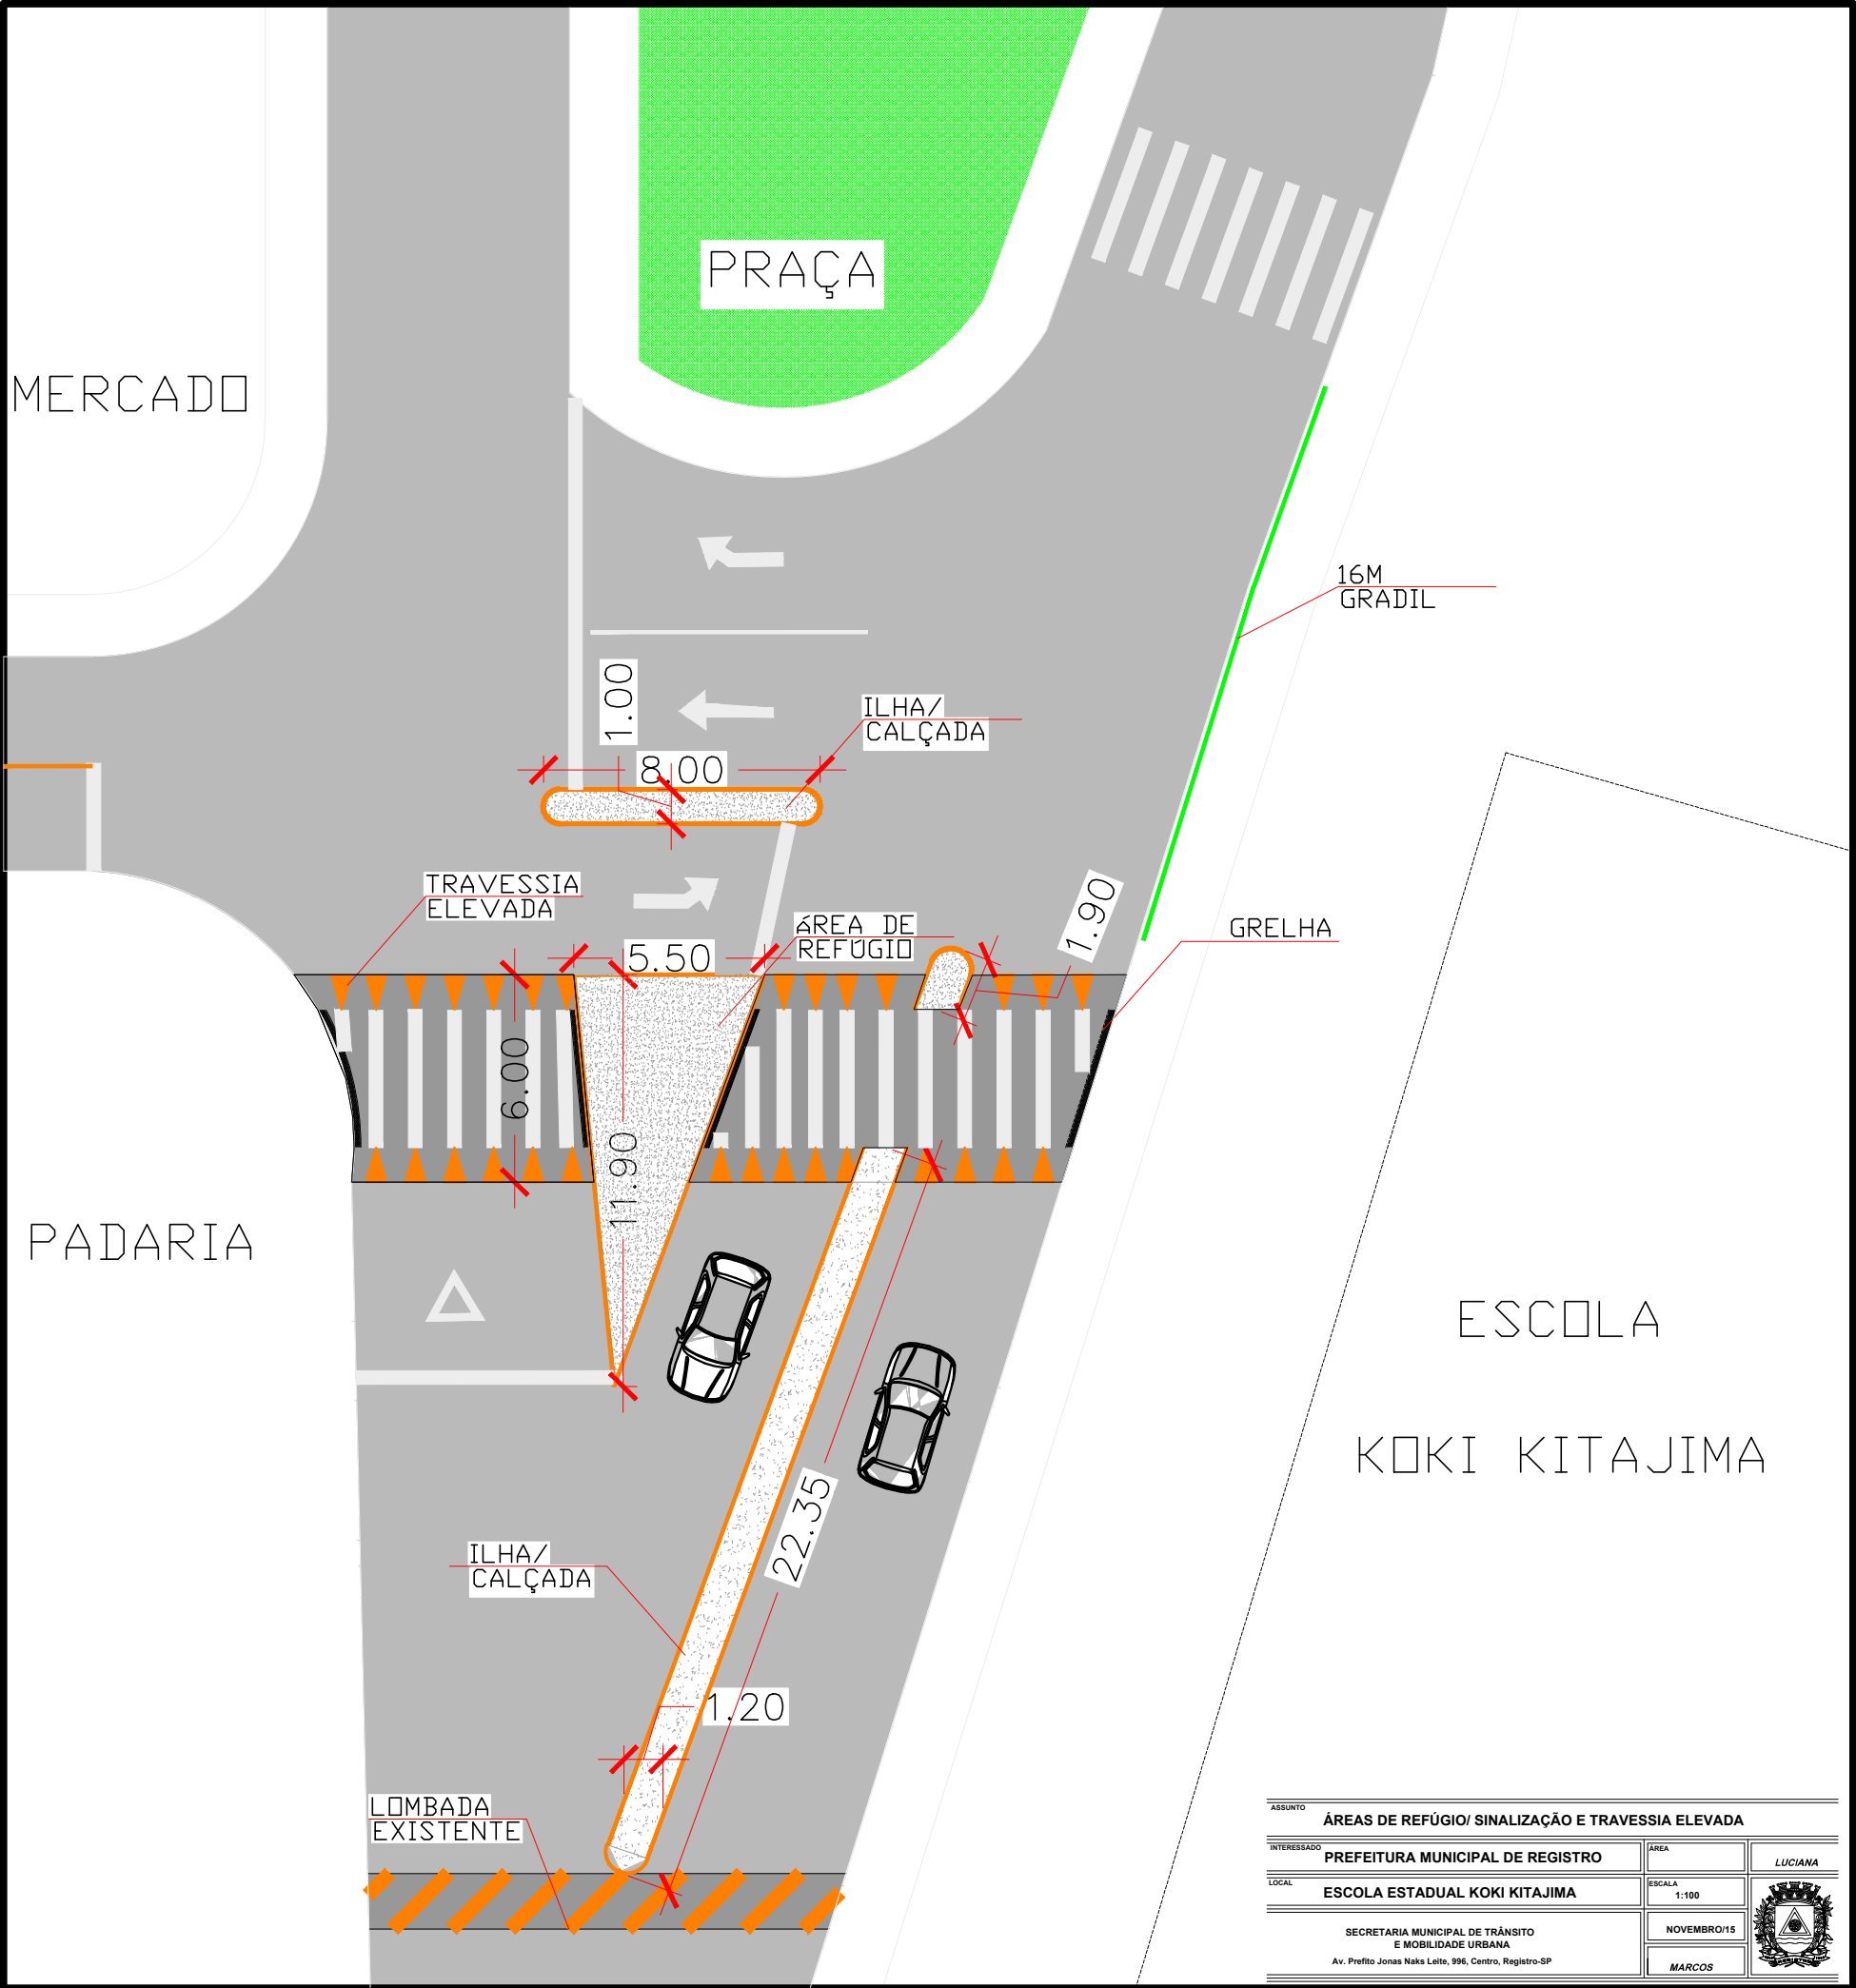 PRAÇA
MERCADO
16M
GRADIL
1.00
ILHA/
CALÇADA
8.00
TRAVESSIA
ELEVADA
1.90
ÁREA DE
REFÚGIO
GRELHA
5.50
6.00
11.90
PADARIA
ESCOLA
KOKI KITAJIMA
22.35
ILHA/
CALÇADA
1.20
LOMBADA
EXISTENTE
ASSUNTO
ÁREAS DE REFÚGIO/ SINALIZAÇÃO E TRAVESSIA ELEVADA
INTERESSADO
PREFEITURA MUNICIPAL DE REGISTRO
ÁREA
LUCIANA
LOCAL
ESCOLA ESTADUAL KOKI KITAJIMA
ESCALA
1:100
SECRETARIA MUNICIPAL DE TRÂNSITO
E MOBILIDADE URBANA
Av. Prefito Jonas Naks Leite, 996, Centro, Registro-SP
NOVEMBRO/15
MARCOS